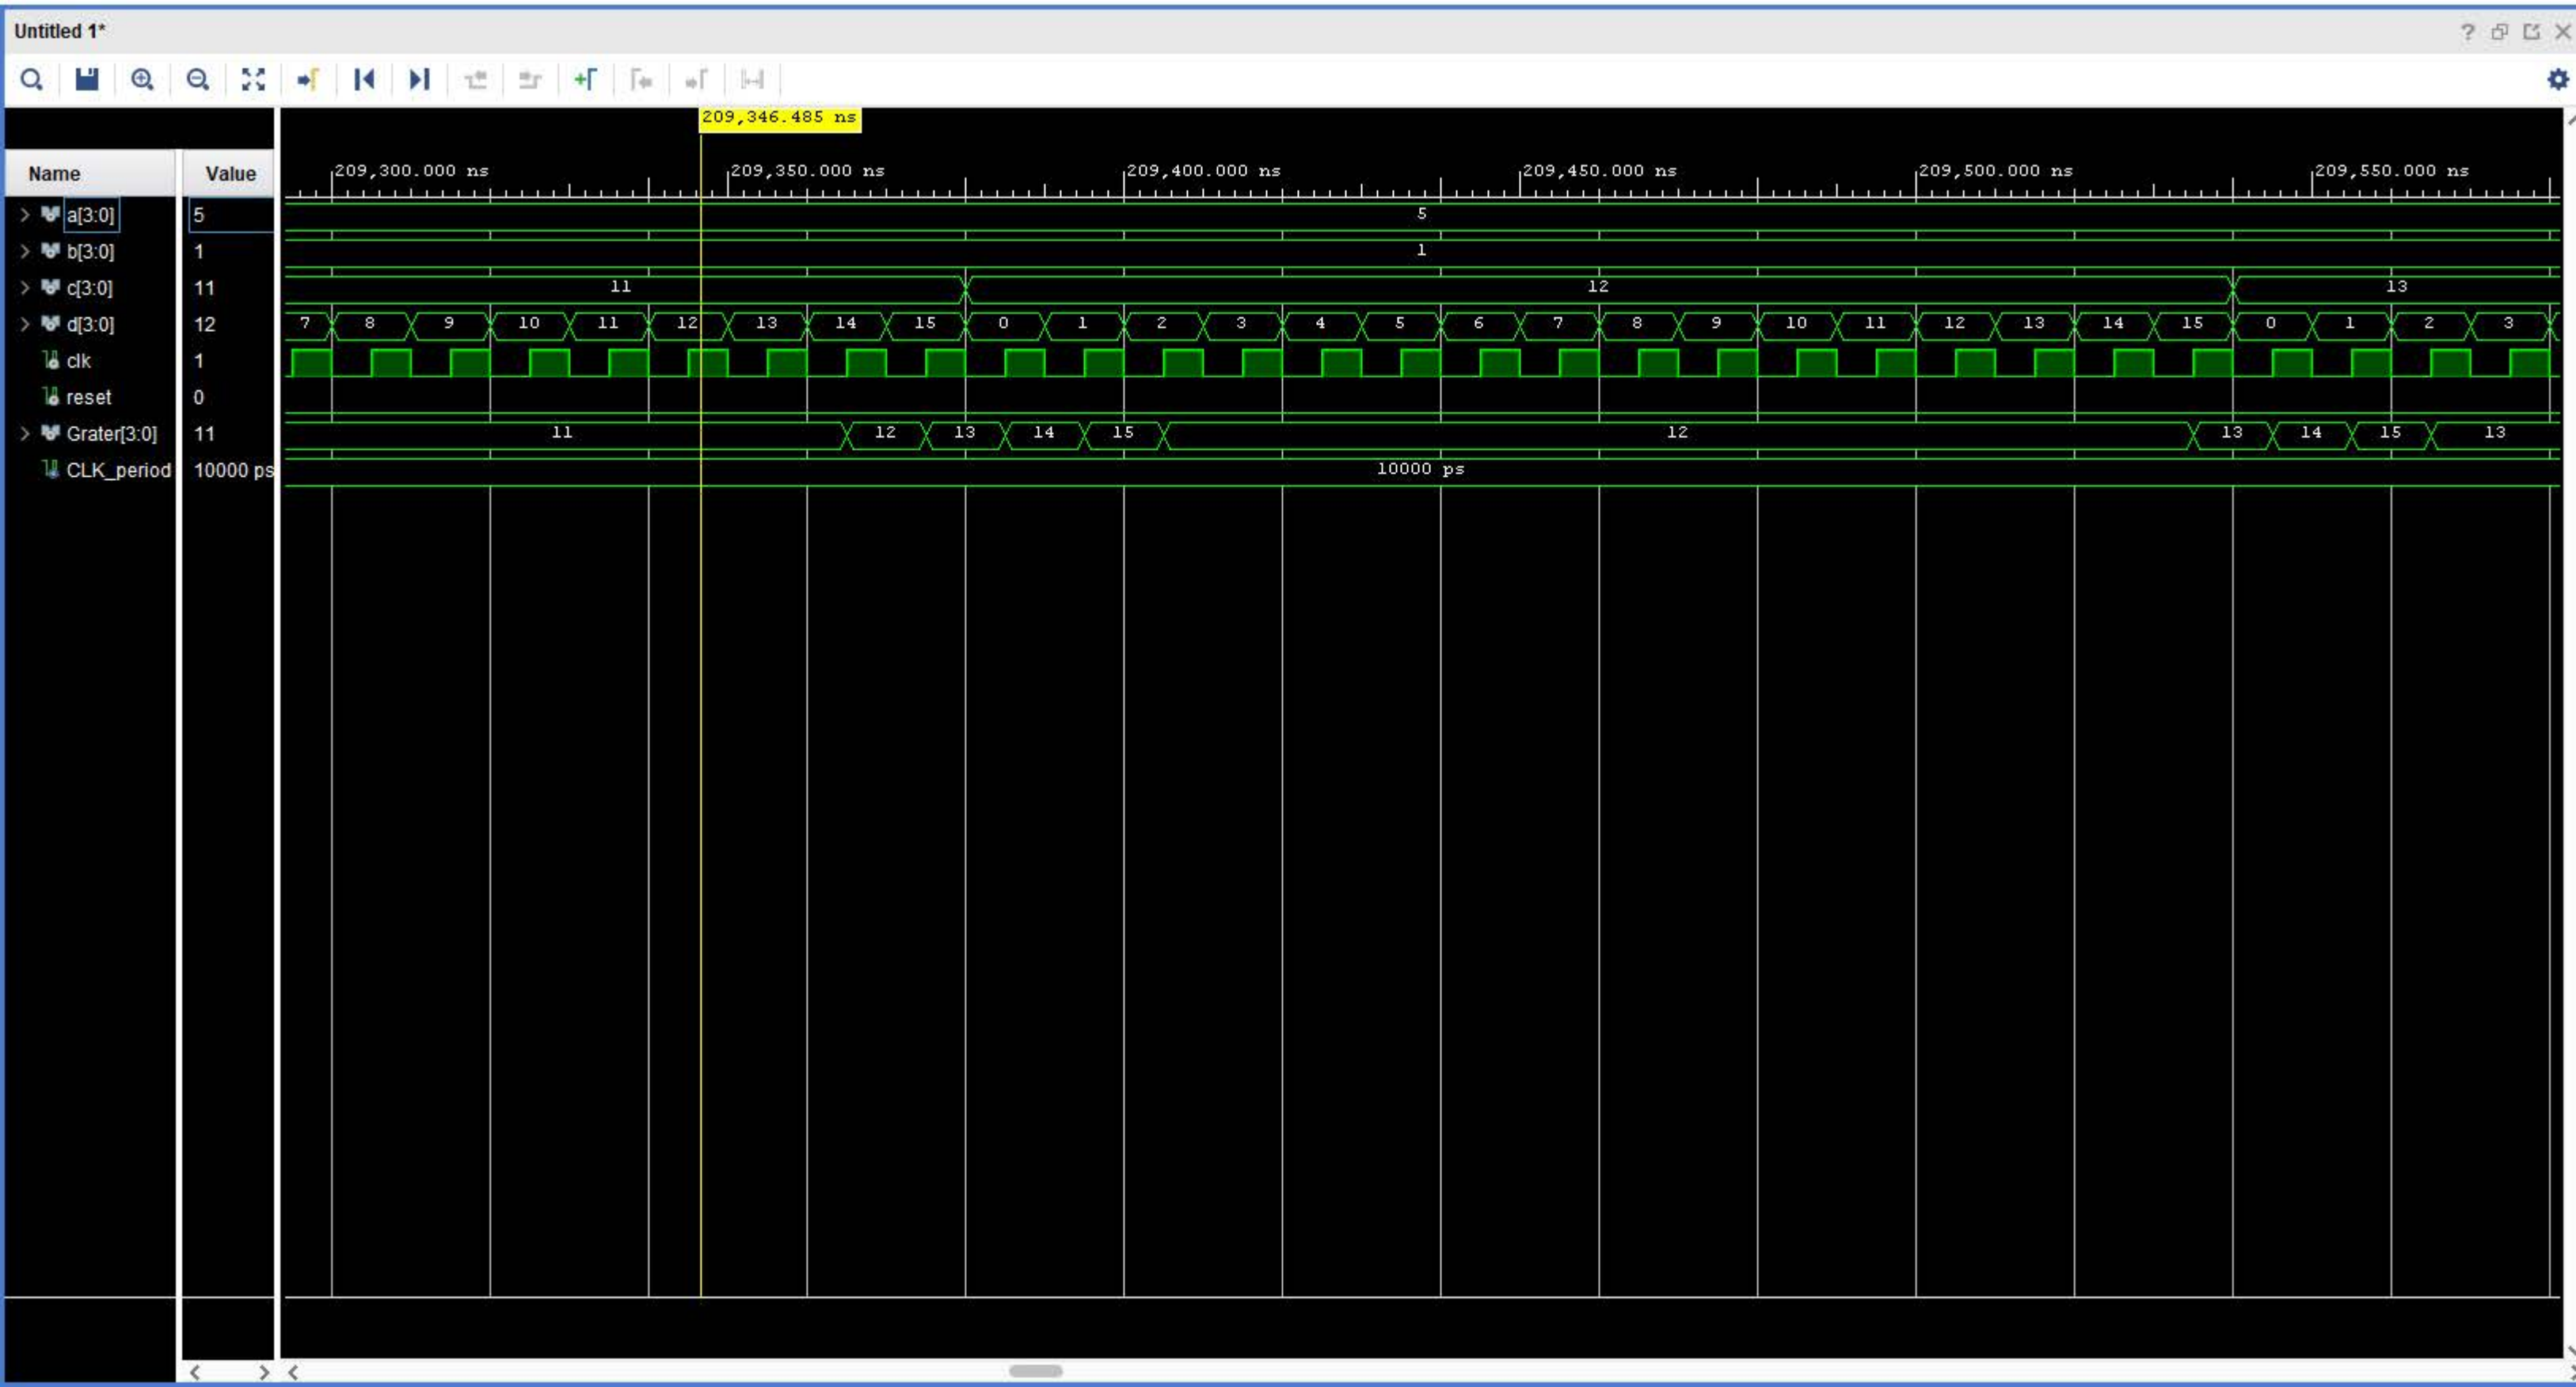 Untitled 1*
209,346.485 ns
Name Value 209,300.000 ns 209,350.000 ns 209,400.000 ns 209,450.000 ns 209,500.000 ns 209,550.000 ns
a[3:0] 5 5
b[3:0] 1 1
c[3:0] 11 11 12 13
d[3:0] 12 7 8 9 10 11 12 13 14 15 0 1 2 3 4 5 6 7 8 9 10 11 12 13 14 15 0 1 2 3
clk 1
reset 0
Grater[3:0] 11 11 12 13 14 15 12 13 14 15 13
CLK_period 10000 ps 10000 ps